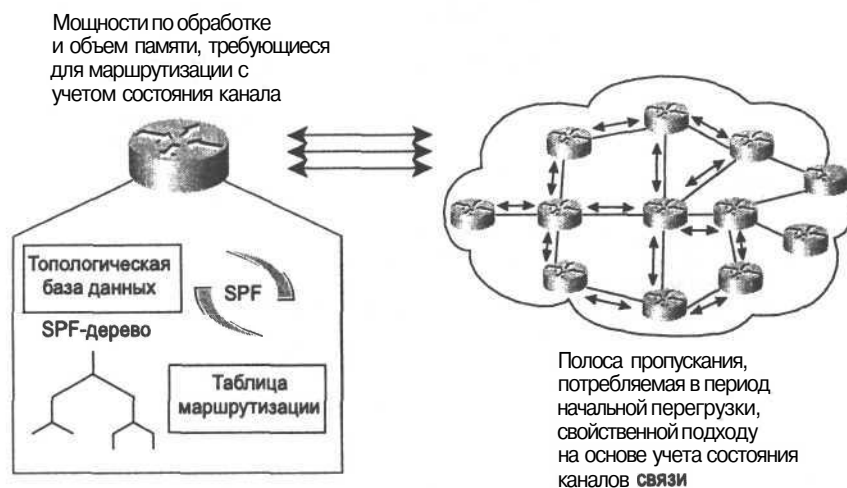 Мощности по обработке
и объем памяти, требующиеся
для маршрутизации с
учетом состояния канала
Топологическая
база данных
SPF
SPF-дерево
Таблица
маршрутизации
Полоса пропускания,
потребляемая в период
начальной перегрузки,
свойственной подходу
на основе учета состояния
каналов связи